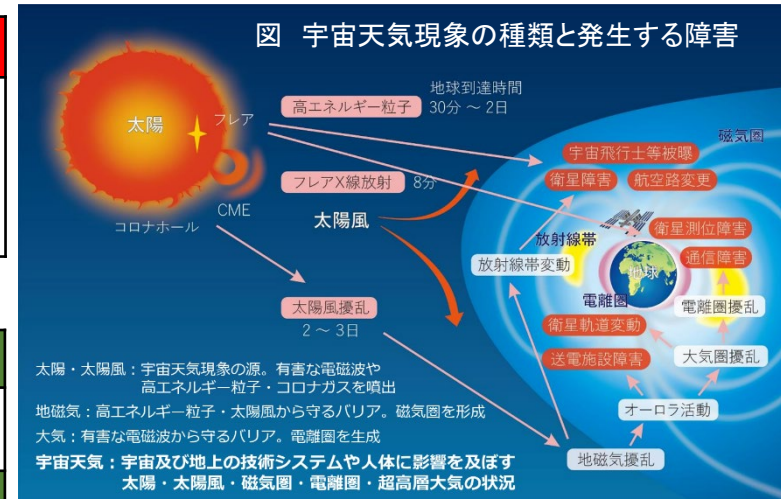 図 宇宙天気現象の種類と発生する障害
地球到達時間
高エネルギー粒子
30分 ～ 2日
太陽
フレア
磁気圏
宇宙飛行士等被曝
フレアX線放射
8分
衛星障害
航空路変更
CME
コロナホール
太陽風
衛星測位障害
放射線帯
通信障害
放射線帯変動
地球
電離圏
太陽風擾乱
電離圏擾乱
2 ～ 3日
衛星軌道変動
送電施設障害
大気圏擾乱
オーロラ活動
地磁気擾乱
太陽・太陽風：宇宙天気現象の源。有害な電磁波や
高エネルギー粒子・コロナガスを噴出
地磁気：高エネルギー粒子・太陽風から守るバリア。磁気圏を形成
大気：有害な電磁波から守るバリア。電離圏を生成
宇宙天気：宇宙及び地上の技術システムや人体に影響を及ぼす
太陽・太陽風・磁気圏・電離圏・超高層大気の状況